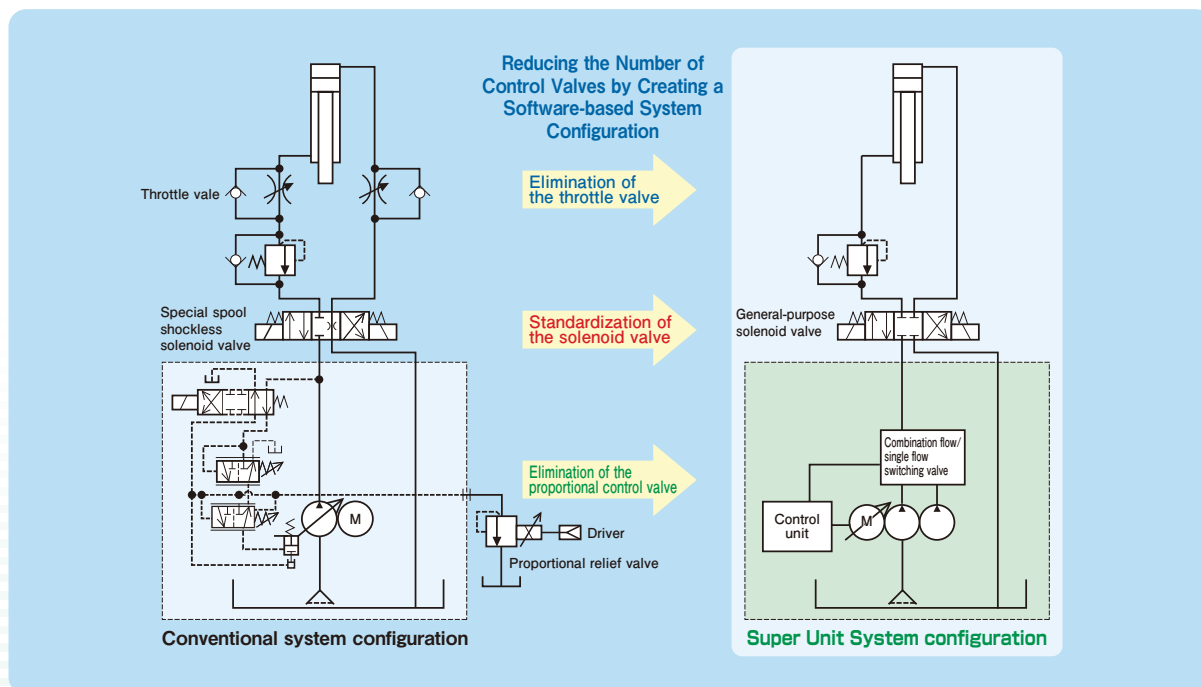 Reducing the Number of
Control Valves by Creating a
Software-based System
Configuration
Throttle vale
Elimination of
the throttle valve
Special spool
shockless
solenoid valve
Standardization of
the solenoid valve
General-purpose
solenoid valve
Elimination of the
proportional control valve
M
Driver
Proportional relief valve
Combination flow/
single flow
switching valve
Control
unit
M
Conventional system configuration
Super Unit System configuration